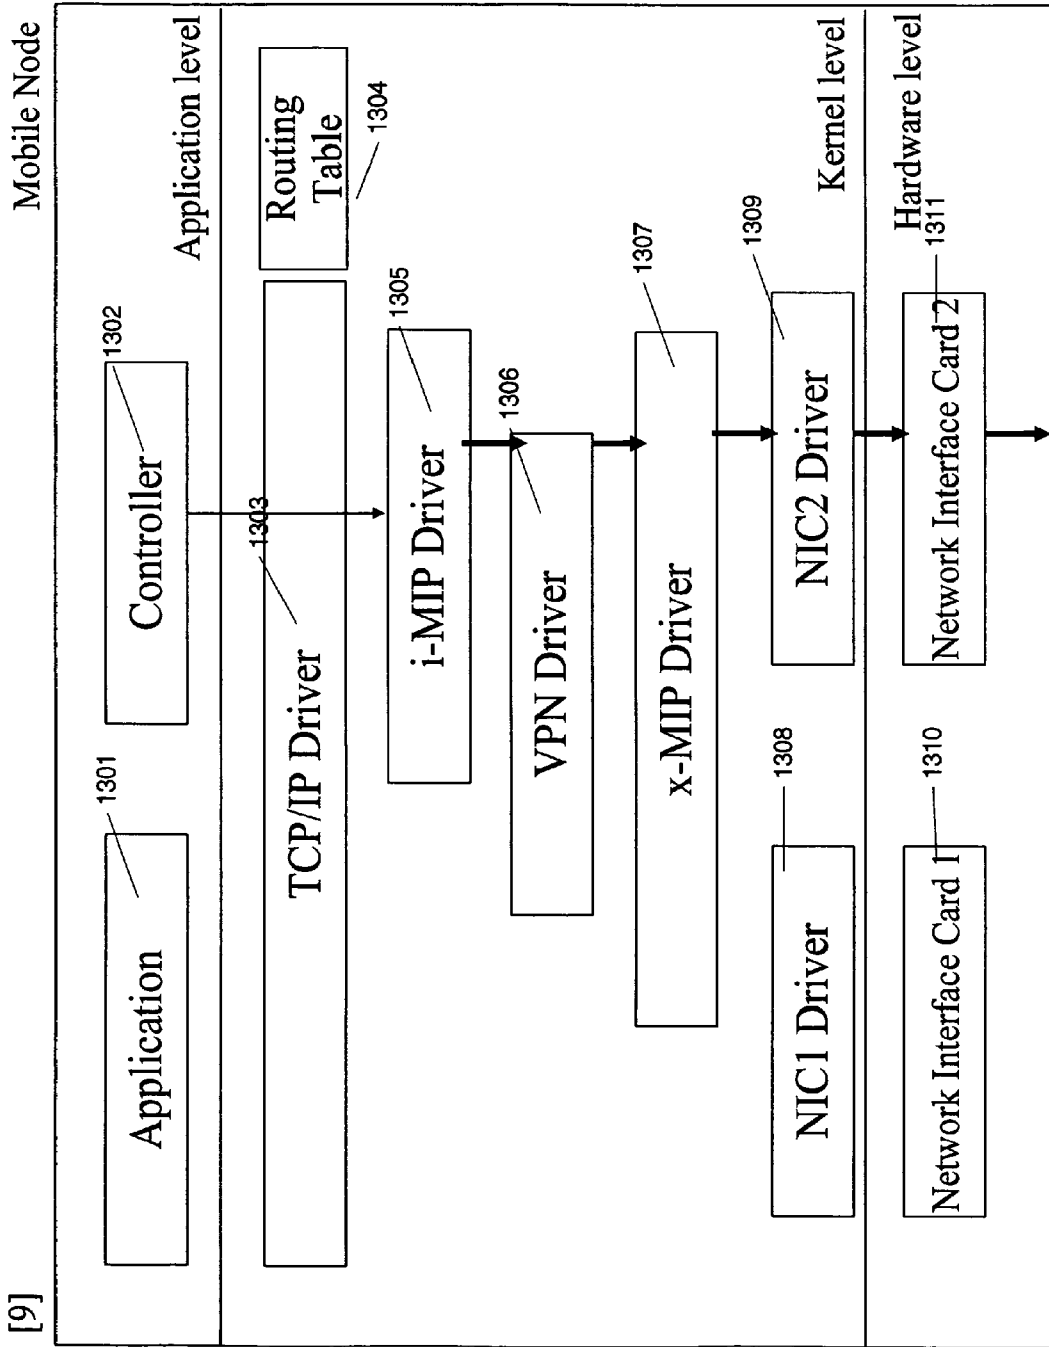 [9]
Mobile Node
Application level
Application
1301
Controller
1302
TCP/IP Driver
1303
Routing
Table
1304
i-MIP Driver
1305
VPN Driver
1306
x-MIP Driver
1307
NIC1 Driver
1308
NIC2 Driver
1309
Kernel level
Hardware level
Network Interface Card 1
1310
Network Interface Card 2
1311